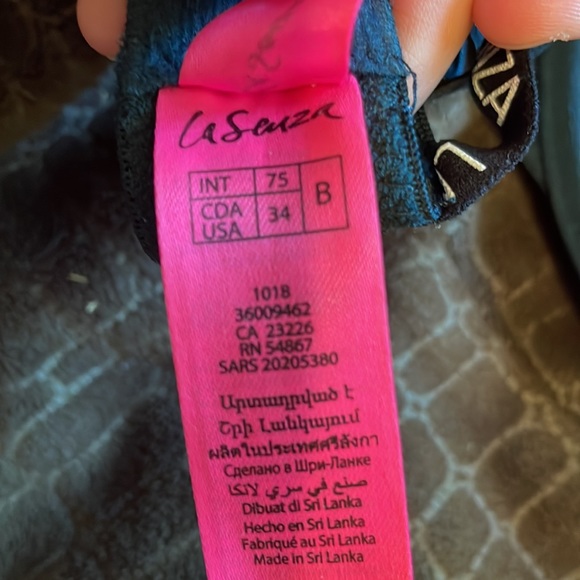 La Senza
INT 75 B
CDA USA 34
1018
36009462
CA 23226
RN 54867
SARS 20205380
Արտադրված է
Շրի Լանկայում
ผลิตในประเทศศรีลังกา
Сделано в Шри-Ланке
صنع في سري لانكا
Dibuat di Sri Lanka
Hecho en Sri Lanka
Fabriqué au Sri Lanka
Made in Sri Lanka